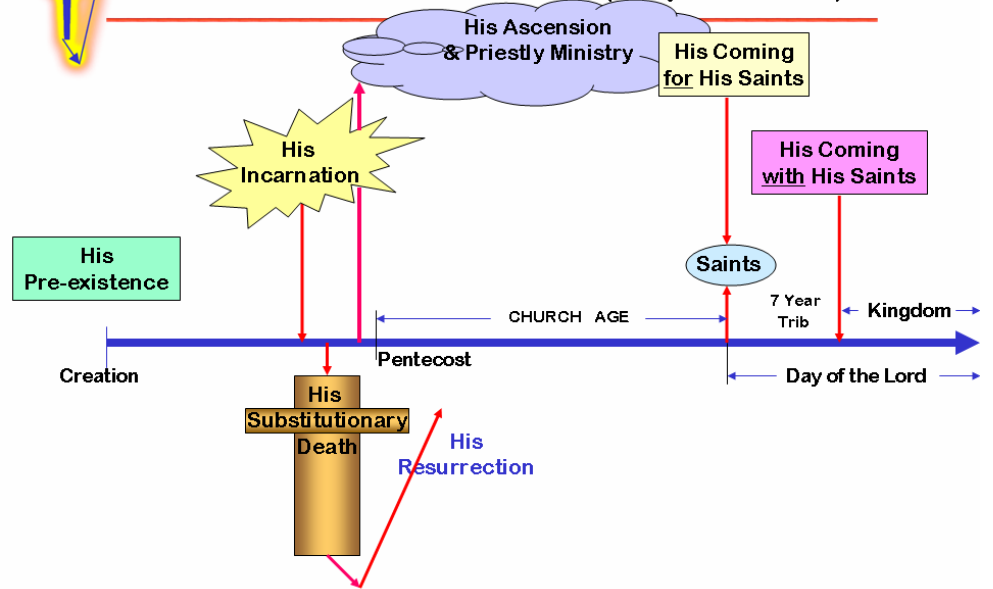 His Ascension
& Priestly Ministry
His Coming
for His Saints
His
Incarnation
His Coming
with His Saints
His
Pre-existence
Saints
7 Year
Trib
Kingdom
CHURCH AGE
Pentecost
Creation
Day of the Lord
His
Substitutionary
Death
His
Resurrection